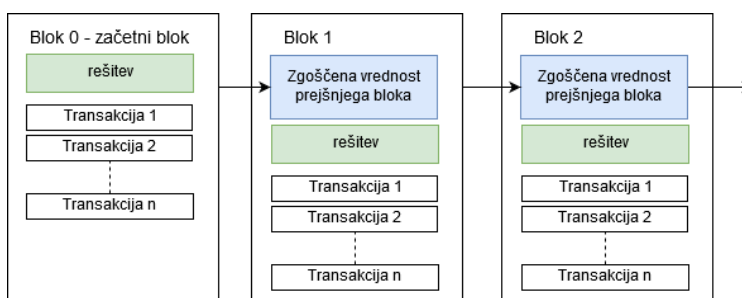 Blok 0 - začetni blok
rešitev
Transakcija 1
Transakcija 2
Transakcija n
Blok 1
Zgoščena vrednost
prejšnjega bloka
rešitev
Transakcija 1
Transakcija 2
Transakcija n
Blok 2
Zgoščena vrednost
prejšnjega bloka
rešitev
Transakcija 1
Transakcija 2
Transakcija n